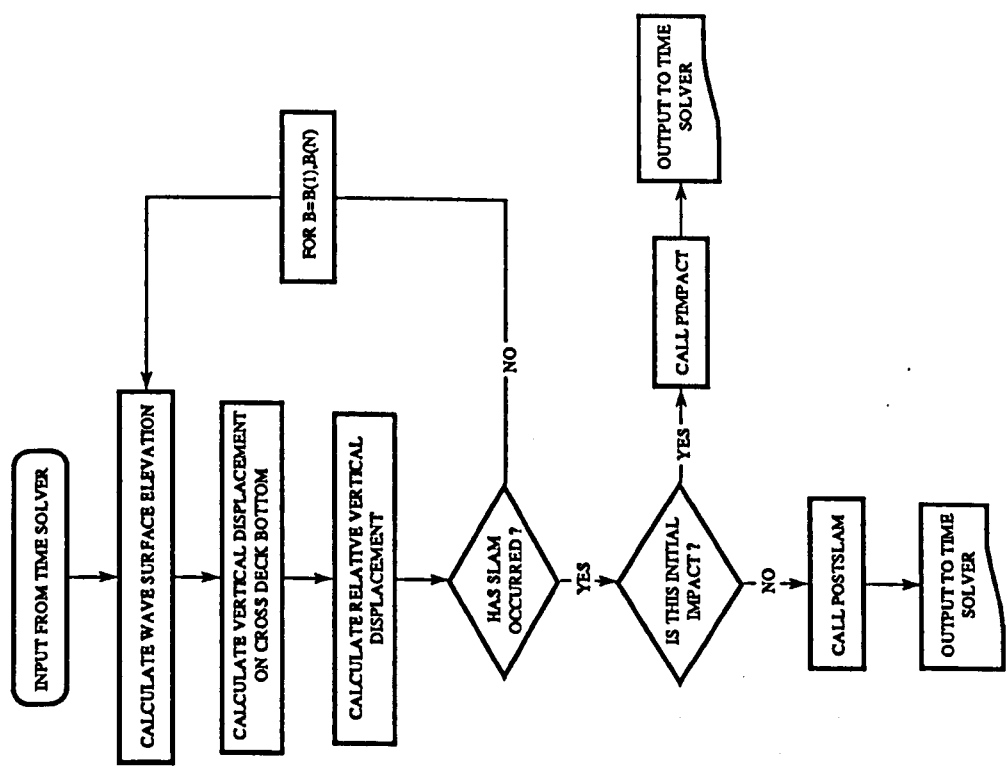 INPUT FROM TIME SOLVER
CALCULATE WAVE SURFACE ELEVATION
CALCULATE VERTICAL DISPLACEMENT
ON CROSS DECK BOTTOM
CALCULATE RELATIVE VERTICAL
DISPLACEMENT
HAS SLAM
OCCURRED ?
NO
FOR B=B(1),B(N)
YES
IS THIS INITIAL
IMPACT ?
YES
CALL PIMPACT
OUTPUT TO TIME
SOLVER
NO
CALL POSTSLAM
OUTPUT TO TIME
SOLVER